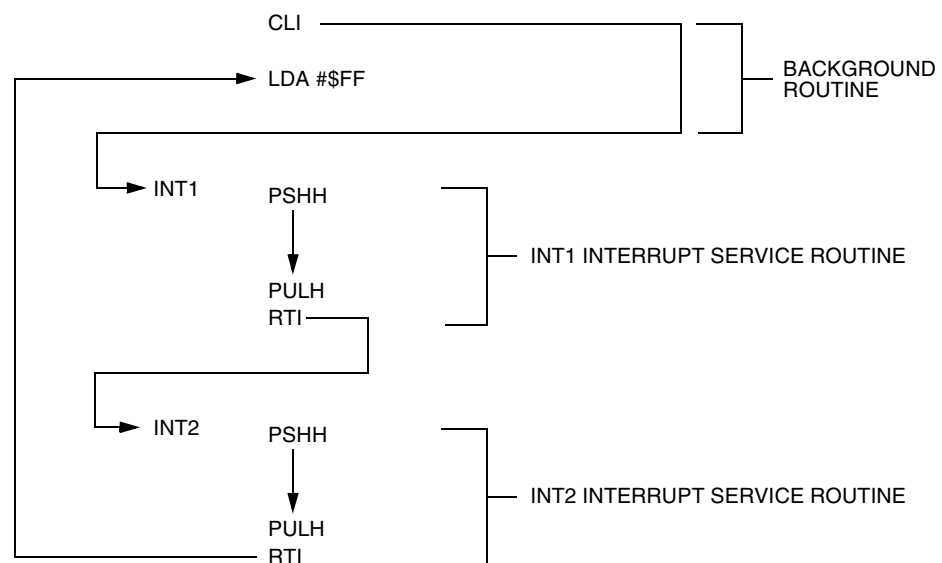 CLI
LDA #$FF
BACKGROUND
ROUTINE
INT1
PSHH
INT1 INTERRUPT SERVICE ROUTINE
PULH
RTI
INT2
PSHH
INT2 INTERRUPT SERVICE ROUTINE
PULH
RTI